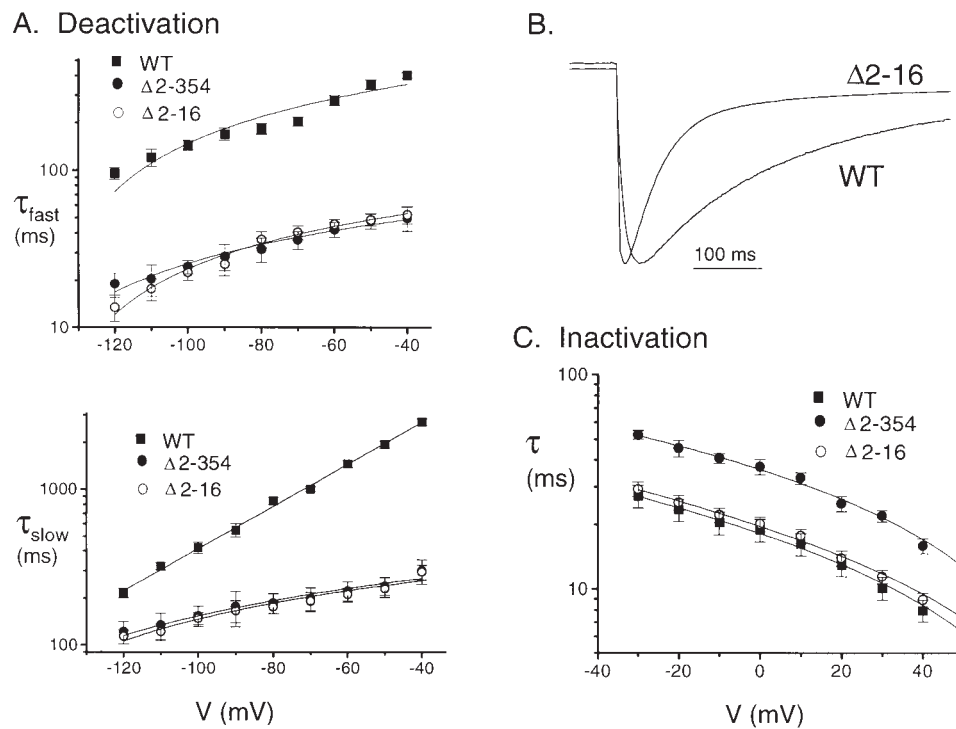 A. Deactivation
WT
Δ2-354
Δ2-16
100
10
τfast
(ms)
-120 -100 -80 -60 -40
WT
Δ2-354
Δ2-16
1000
100
τslow
(ms)
-120 -100 -80 -60 -40
V (mV)
B.
Δ2-16
WT
100 ms
C. Inactivation
100
10
WT
Δ2-354
Δ2-16
τ
(ms)
-40 -20 0 20 40
V (mV)